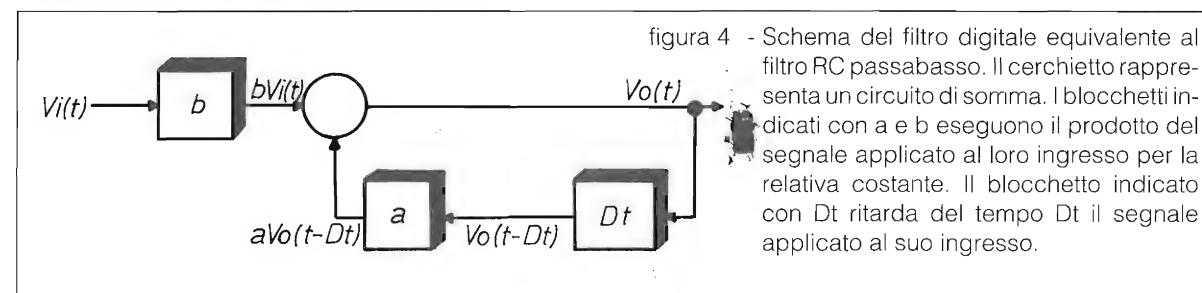 figura 4 - Schema del filtro digitale equivalente al
filtro RC passabasso. Il cerchietto rappre-
senta un circuito di somma. I blocchetti in-
dicati con a e b eseguono il prodotto del
segnale applicato al loro ingresso per la
relativa costante. Il blocchetto indicato
con Dt ritarda del tempo Dt il segnale
applicato al suo ingresso.
Vi(t)
b
bVi(t)
Vo(t)
aVo(t-Dt)
a
Vo(t-Dt)
Dt